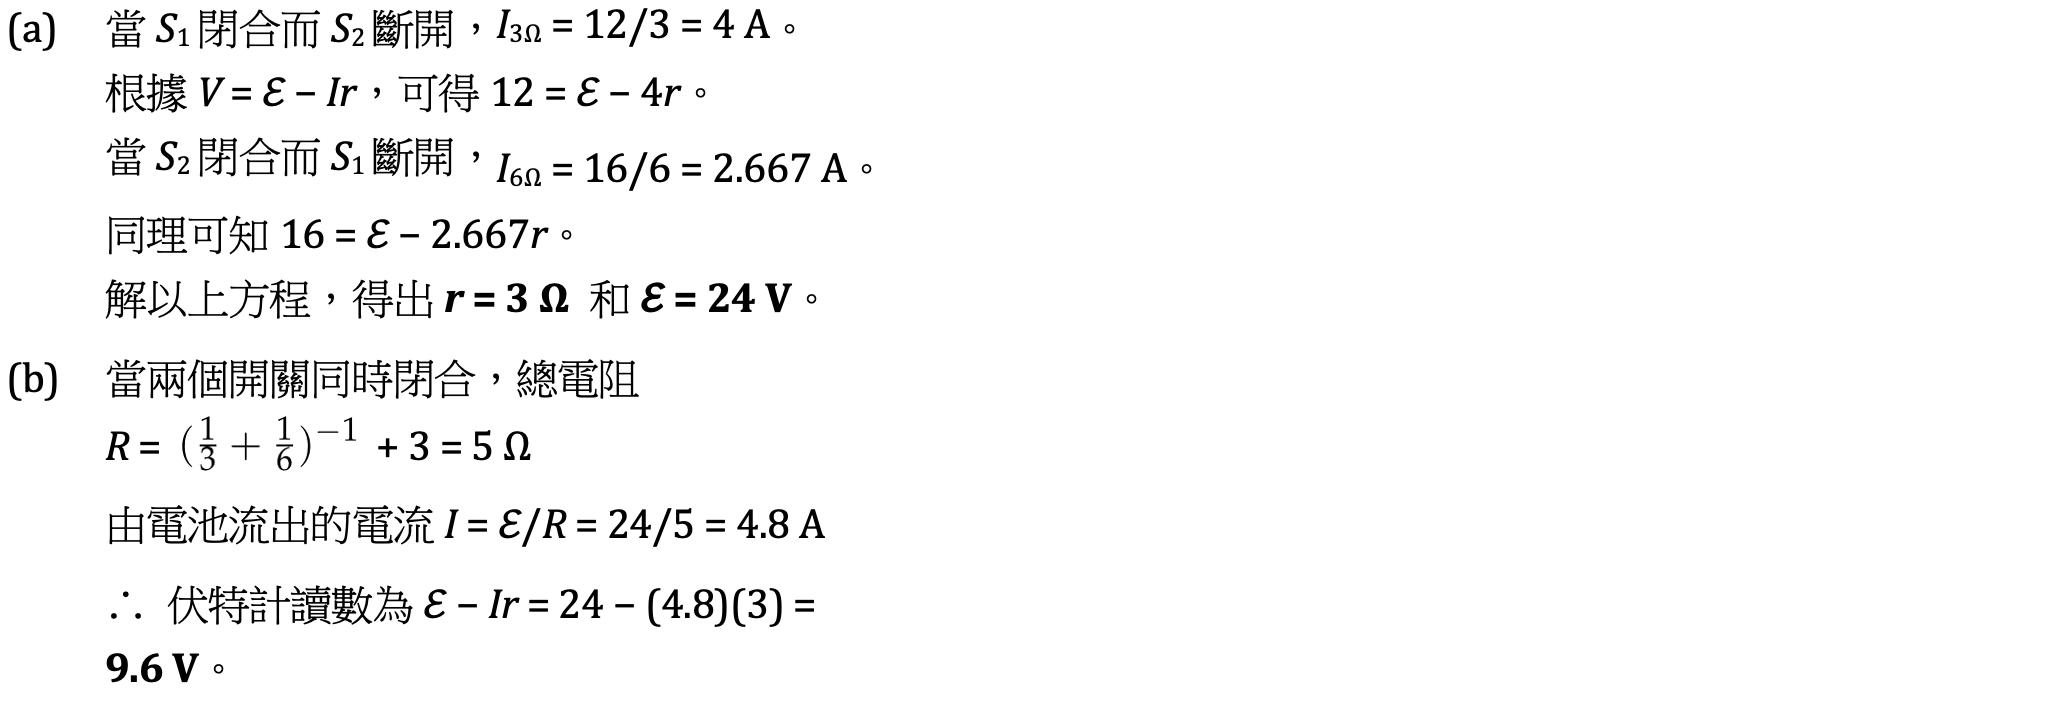 (a) 當 S₁ 閉合而 S₂ 斷開，I₃Ω = 12/3 = 4 A。
根據 V = ℰ − Ir，可得 12 = ℰ − 4r。
當 S₂ 閉合而 S₁ 斷開，I₆Ω = 16/6 = 2.667 A。
同理可知 16 = ℰ − 2.667r。
解以上方程，得出 r = 3 Ω 和 ℰ = 24 V。
(b) 當兩個開關同時閉合，總電阻
R = (1/3 + 1/6)⁻¹ + 3 = 5 Ω
由電池流出的電流 I = ℰ/R = 24/5 = 4.8 A
∴ 伏特計讀數為 ℰ − Ir = 24 − (4.8)(3) =
9.6 V。